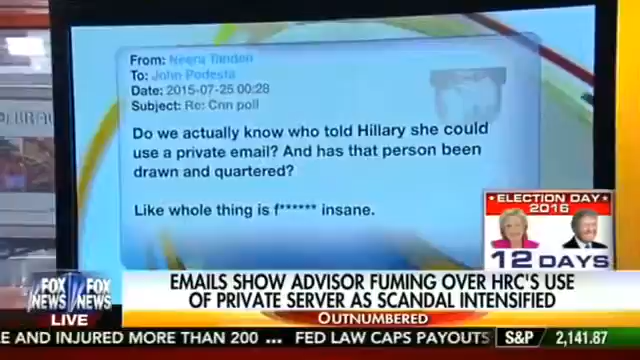 From: Neera Tanden
To: John Podesta
Date: 2015-07-25 00:28
Subject: Re: Cnn poll
Do we actually know who told Hillary she could
use a private email? And has that person been
drawn and quartered?
Like whole thing is f****** insane.
ELECTION DAY
2016
12 DAYS
EMAILS SHOW ADVISOR FUMING OVER HRC'S USE
OF PRIVATE SERVER AS SCANDAL INTENSIFIED
FOX NEWS
FOX NEWS
LIVE
OUTNUMBERED
E AND INJURED MORE THAN 200 ... FED LAW CAPS PAYOUTS
S&P 2,141.87